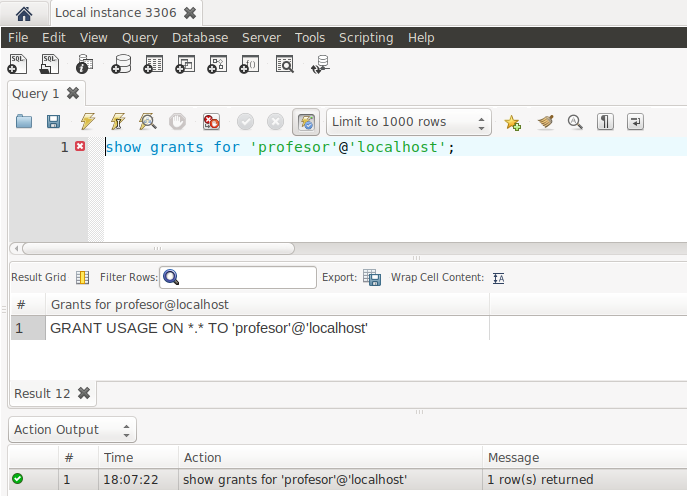 Local instance 3306
File Edit View Query Database Server Tools Scripting Help
Query 1
Limit to 1000 rows
1 show grants for 'profesor'@'localhost';
Result Grid Filter Rows: Export: Wrap Cell Content:
# Grants for profesor@localhost
1 GRANT USAGE ON *.* TO 'profesor'@'localhost'
Result 12
Action Output
# Time Action Message
1 18:07:22 show grants for 'profesor'@'localhost' 1 row(s) returned